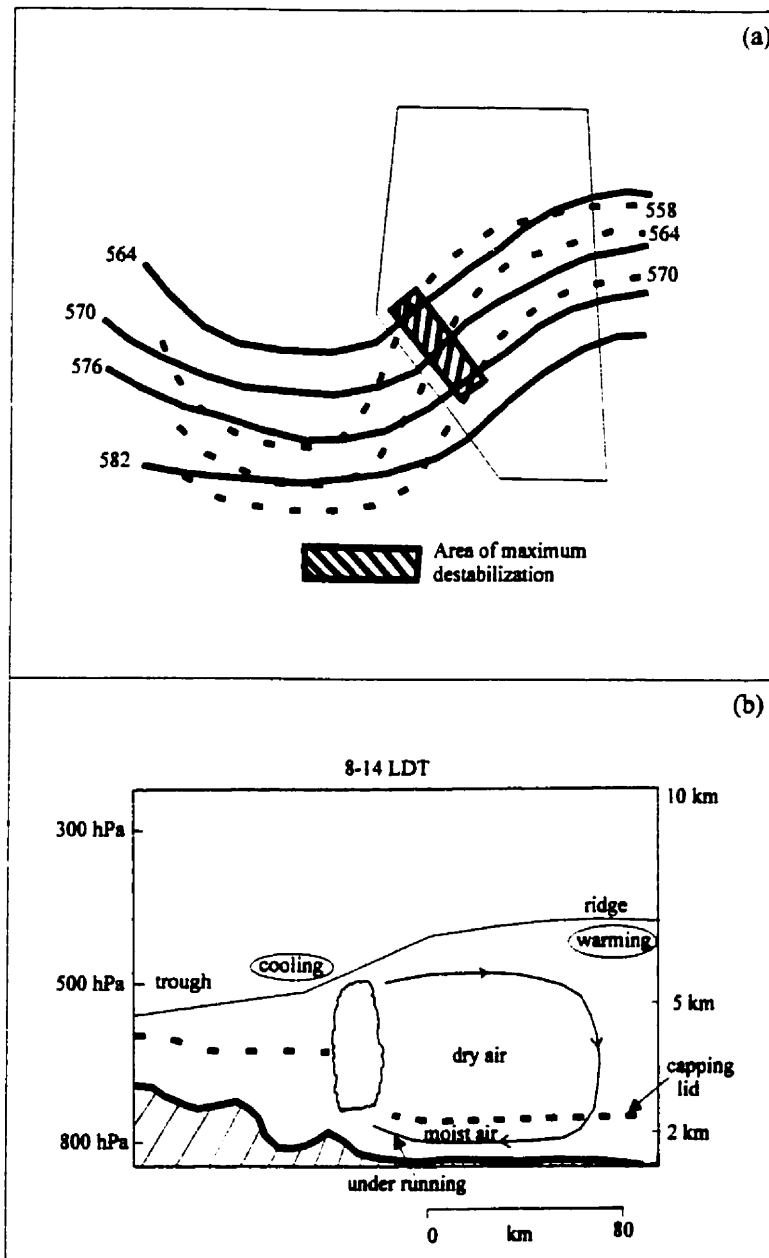 (a)
558
564
564
570
570
576
582
Area of maximum
destabilization
(b)
8-14 LDT
10 km
300 hPa
ridge
warming
cooling
trough
500 hPa
5 km
dry air
capping
lid
moist air
2 km
800 hPa
under running
0 km 80